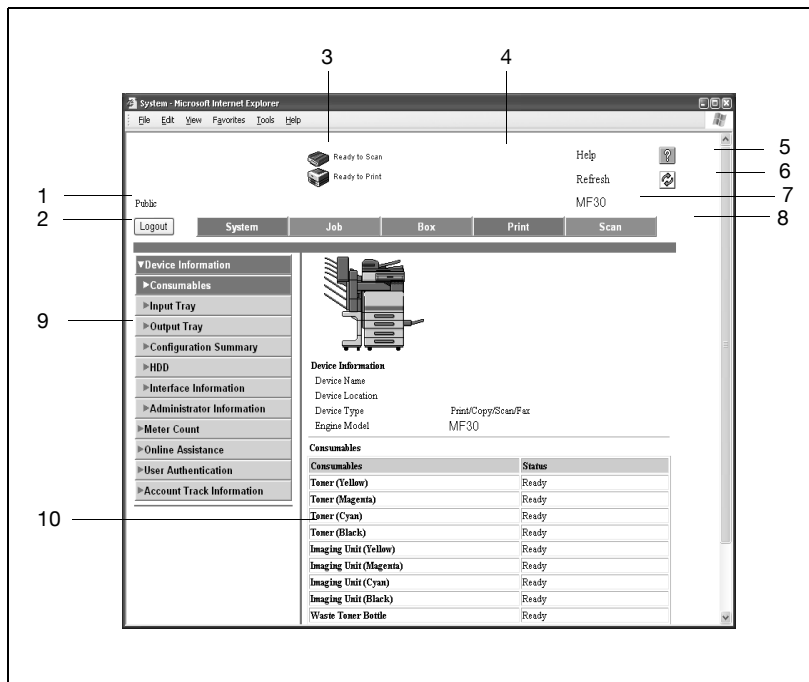 3
4
System - Microsoft Internet Explorer
File Edit View Favorites Tools Help
Ready to Scan
Help
5
Ready to Print
Refresh
6
1
MF30
7
Public
8
2
Logout System Job Box Print Scan
Device Information
Consumables
Input Tray
9
Output Tray
Configuration Summary
HDD
Interface Information
Administrator Information
Meter Count
Online Assistance
User Authentication
Account Track Information
Device Information
Device Name
Device Location
Device Type Print/Copy/Scan/Fax
Engine Model MF30
Consumables
Consumables Status
Toner (Yellow) Ready
Toner (Magenta) Ready
10
Toner (Cyan) Ready
Toner (Black) Ready
Imaging Unit (Yellow) Ready
Imaging Unit (Magenta) Ready
Imaging Unit (Cyan) Ready
Imaging Unit (Black) Ready
Waste Toner Bottle Ready